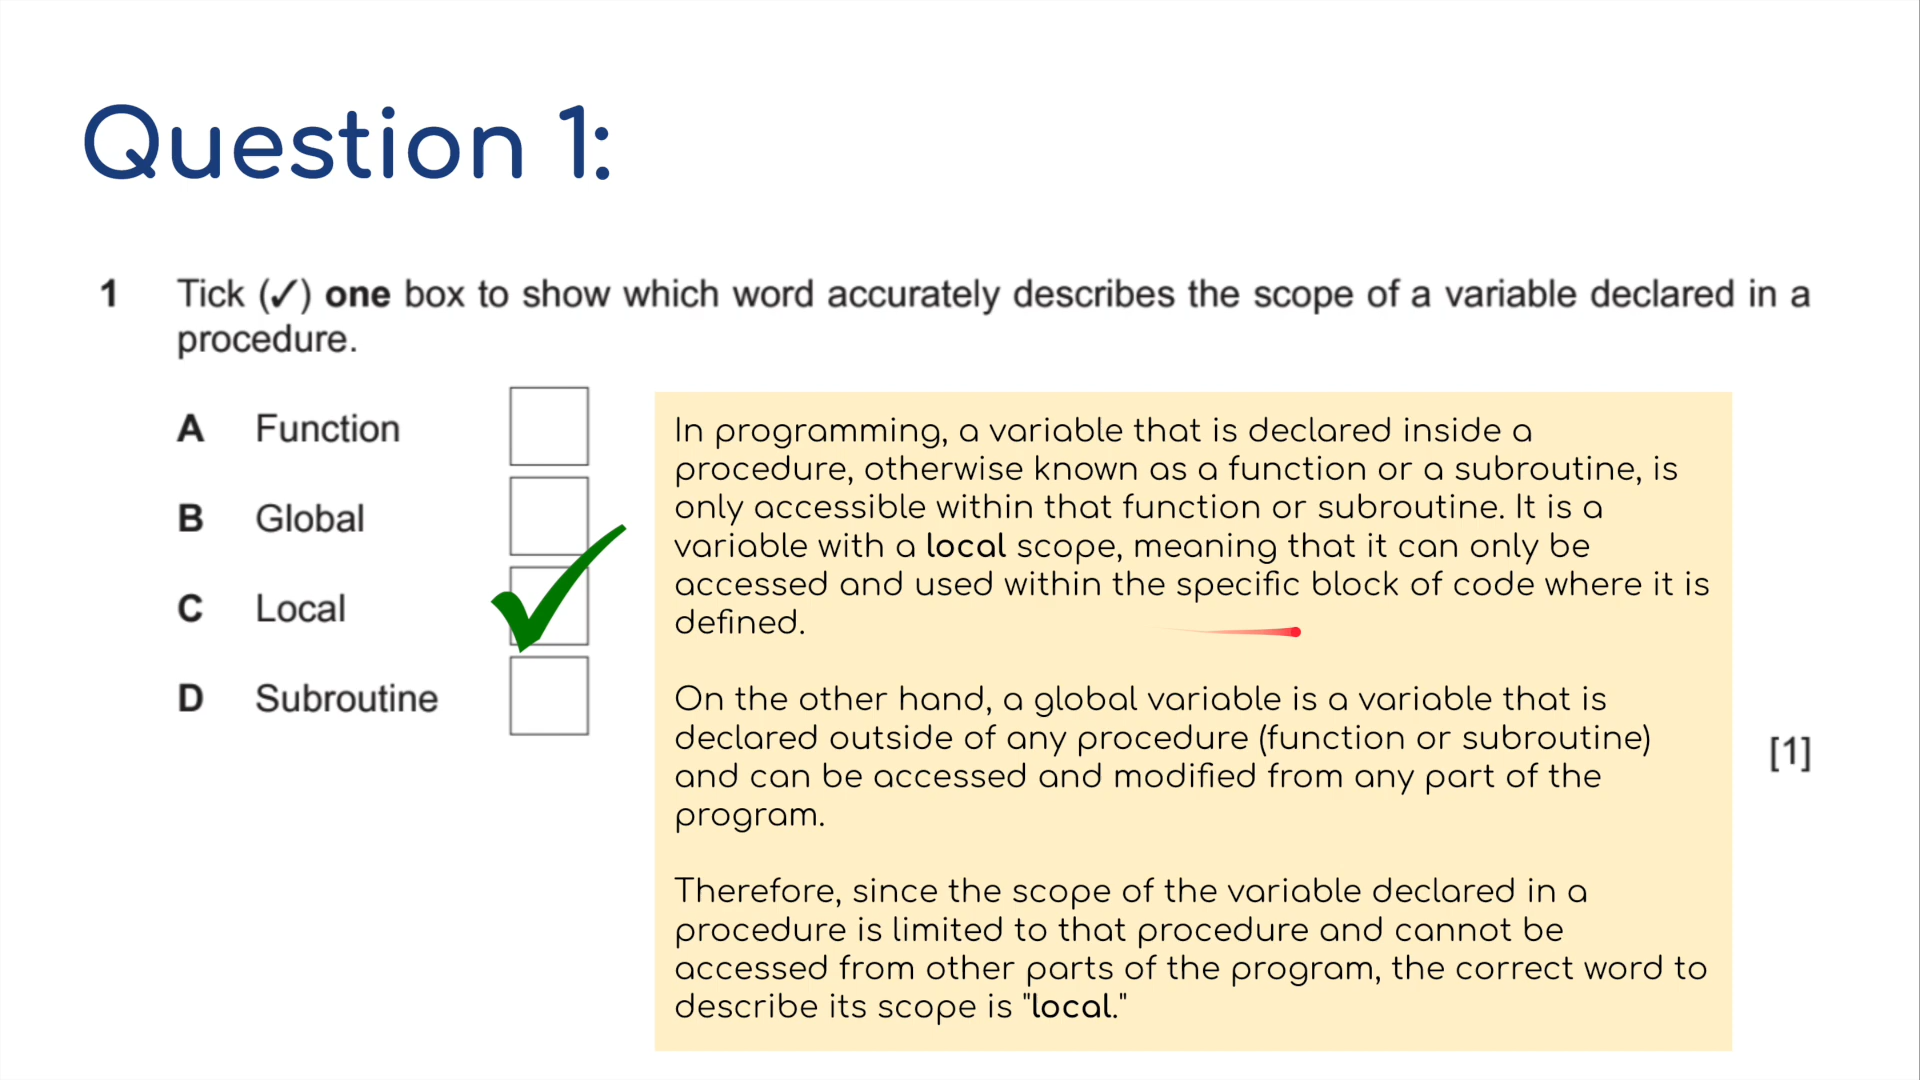 Question 1:
1 Tick (✓) one box to show which word accurately describes the scope of a variable declared in a
procedure.
A Function
B Global
C Local
D Subroutine
In programming, a variable that is declared inside a
procedure, otherwise known as a function or a subroutine, is
only accessible within that function or subroutine. It is a
variable with a local scope, meaning that it can only be
accessed and used within the specific block of code where it is
defined.
On the other hand, a global variable is a variable that is
declared outside of any procedure (function or subroutine)
and can be accessed and modified from any part of the
program.
Therefore, since the scope of the variable declared in a
procedure is limited to that procedure and cannot be
accessed from other parts of the program, the correct word to
describe its scope is "local."
[1]